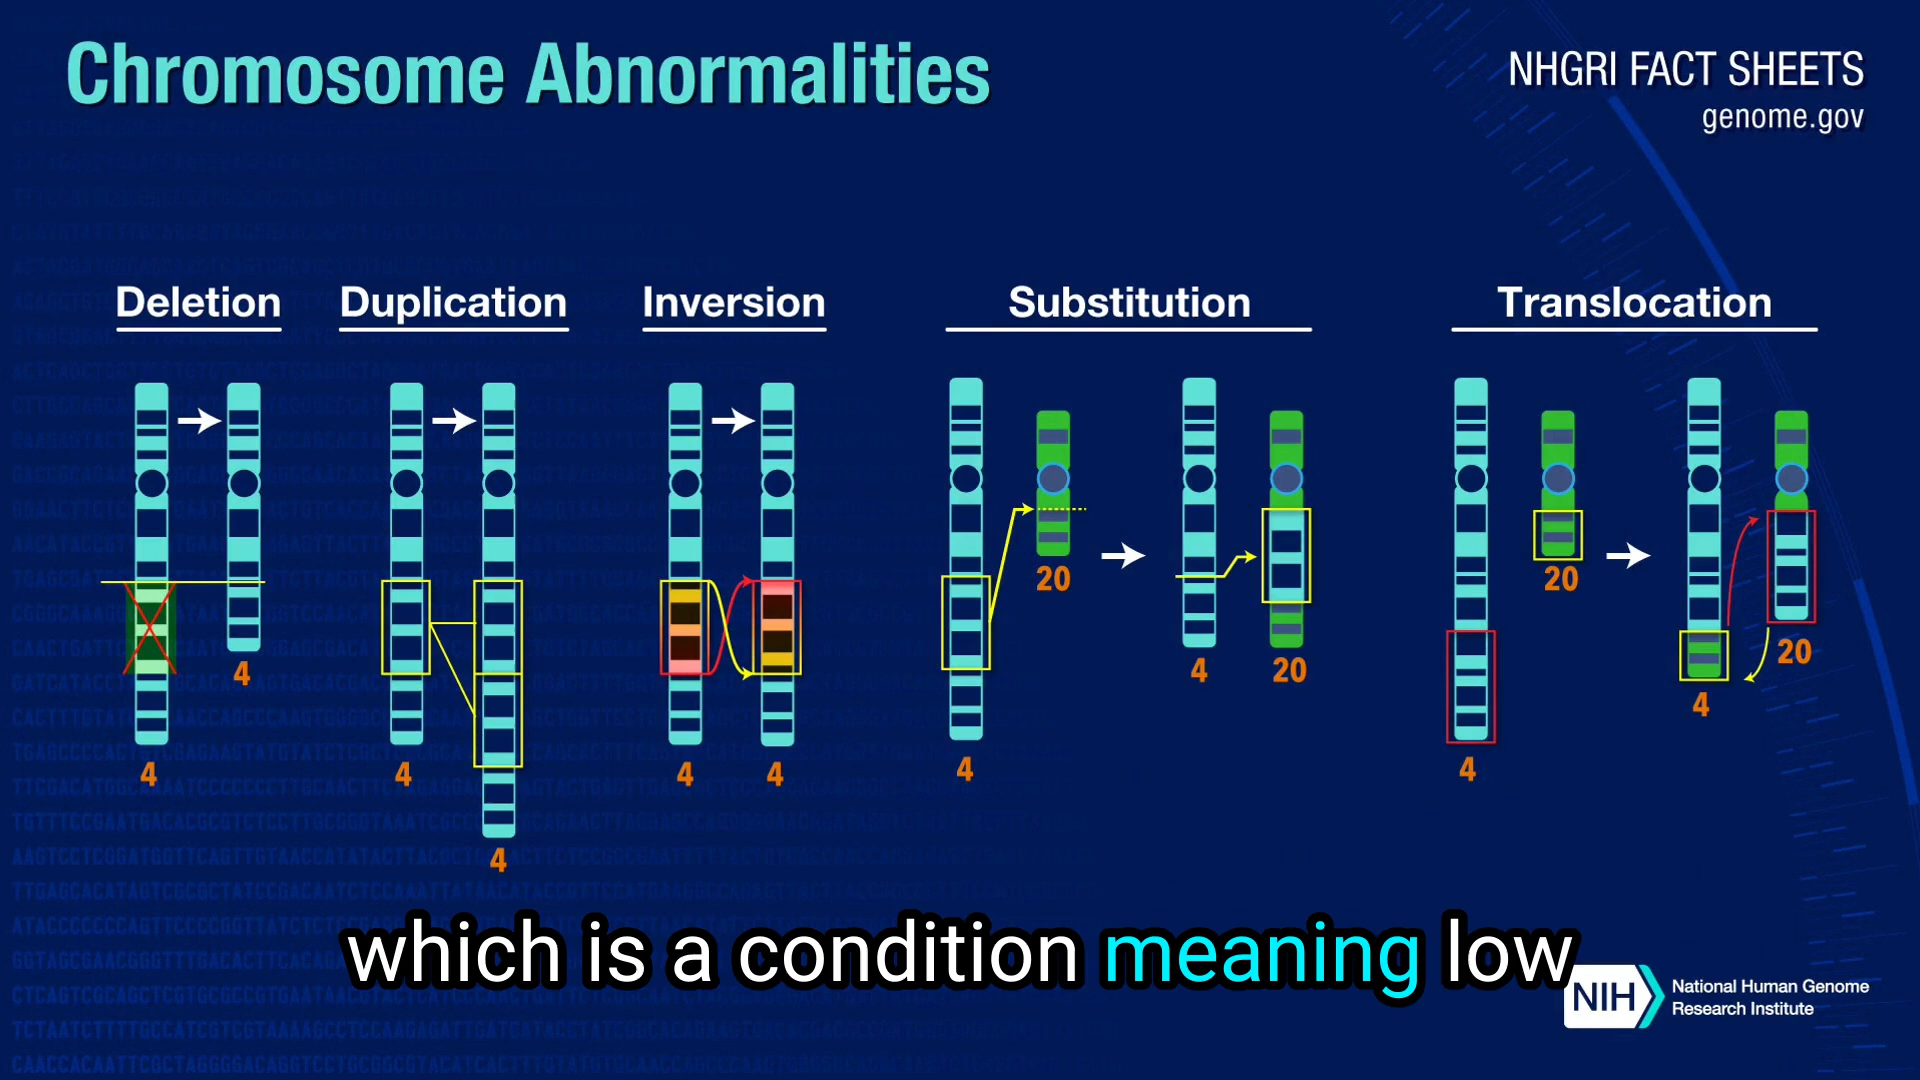 Chromosome Abnormalities
NHGRI FACT SHEETS
genome.gov
Deletion
Duplication
Inversion
Substitution
Translocation
4
4
4
4
4
4
4
20
4
20
4
20
4
20
which is a condition meaning low
NIH
National Human Genome
Research Institute